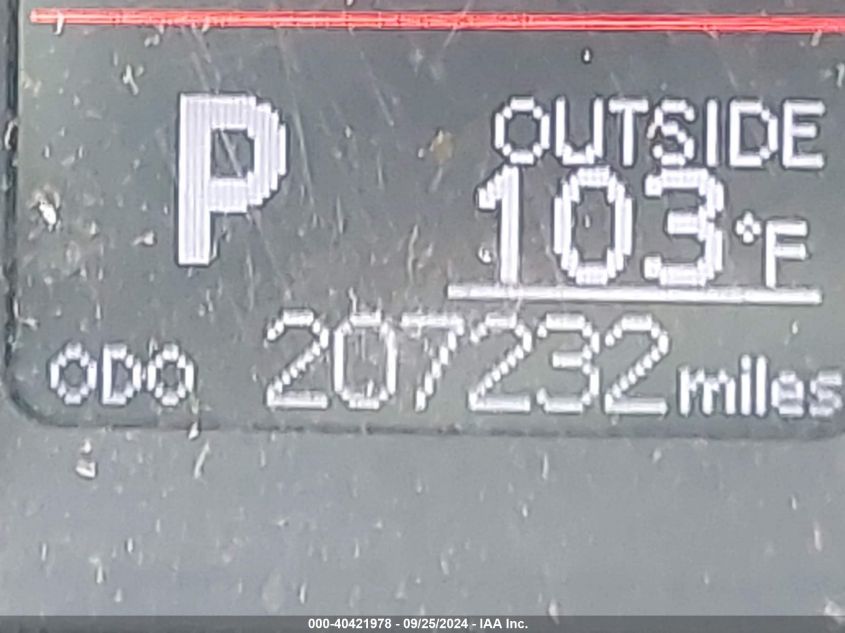 P
OUTSIDE
103°F
ODO 207232 miles
000-40421978 - 09/25/2024 - IAA Inc.